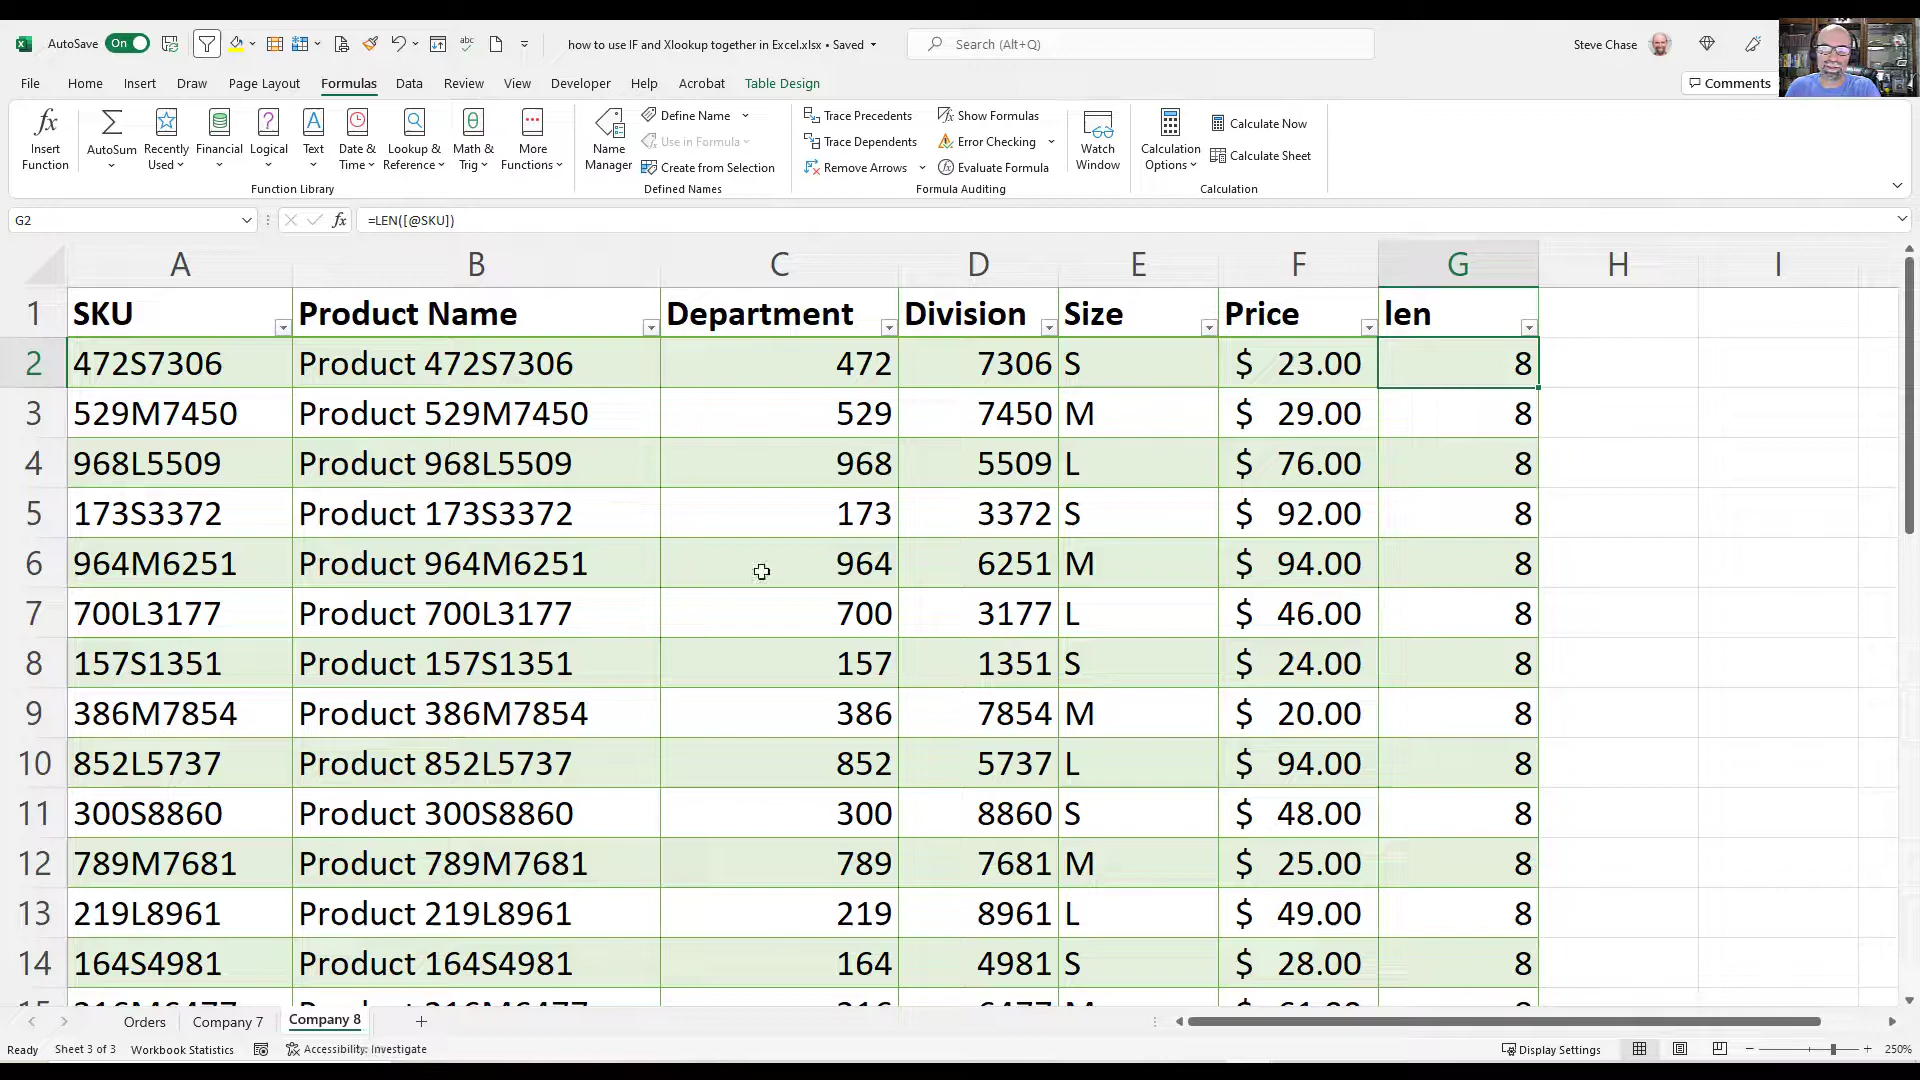 AutoSave On how to use IF and Xlookup together in Excel.xlsx • Saved Search (Alt+Q) Steve Chase
File Home Insert Draw Page Layout Formulas Data Review View Developer Help Acrobat Table Design Comments
Insert Function AutoSum Recently Used Financial Logical Text Date & Time Lookup & Reference Math & Trig More Functions
Function Library
Name Manager Define Name Use in Formula Create from Selection
Defined Names
Trace Precedents Show Formulas
Trace Dependents Error Checking
Remove Arrows Evaluate Formula
Formula Auditing
Watch Window
Calculation Options Calculate Now Calculate Sheet
Calculation
G2 fx =LEN([@SKU])
A B C D E F G H I
1 SKU Product Name Department Division Size Price len
2 472S7306 Product 472S7306 472 7306 S $ 23.00 8
3 529M7450 Product 529M7450 529 7450 M $ 29.00 8
4 968L5509 Product 968L5509 968 5509 L $ 76.00 8
5 173S3372 Product 173S3372 173 3372 S $ 92.00 8
6 964M6251 Product 964M6251 964 6251 M $ 94.00 8
7 700L3177 Product 700L3177 700 3177 L $ 46.00 8
8 157S1351 Product 157S1351 157 1351 S $ 24.00 8
9 386M7854 Product 386M7854 386 7854 M $ 20.00 8
10 852L5737 Product 852L5737 852 5737 L $ 94.00 8
11 300S8860 Product 300S8860 300 8860 S $ 48.00 8
12 789M7681 Product 789M7681 789 7681 M $ 25.00 8
13 219L8961 Product 219L8961 219 8961 L $ 49.00 8
14 164S4981 Product 164S4981 164 4981 S $ 28.00 8
Orders Company 7 Company 8
Ready Sheet 3 of 3 Workbook Statistics Accessibility: Investigate Display Settings 250%